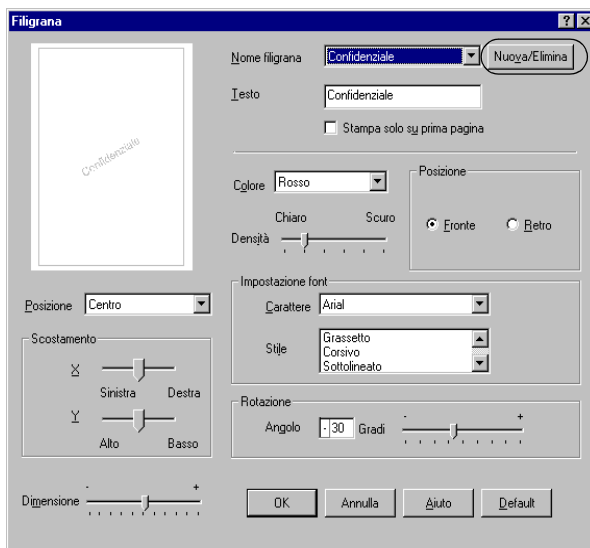 Filigrana
Confidenziale
Nome filigrana Confidenziale Nuova/Elimina
Testo Confidenziale
Stampa solo su prima pagina
Colore Rosso
Chiaro Scuro
Densità
Posizione
Fronte Retro
Posizione Centro
Scostamento
X
Sinistra Destra
Y
Alto Basso
Dimensione - +
Impostazione font
Carattere Arial
Stile
Grassetto
Corsivo
Sottolineato
Rotazione
Angolo -30 Gradi - +
OK Annulla Aiuto Default